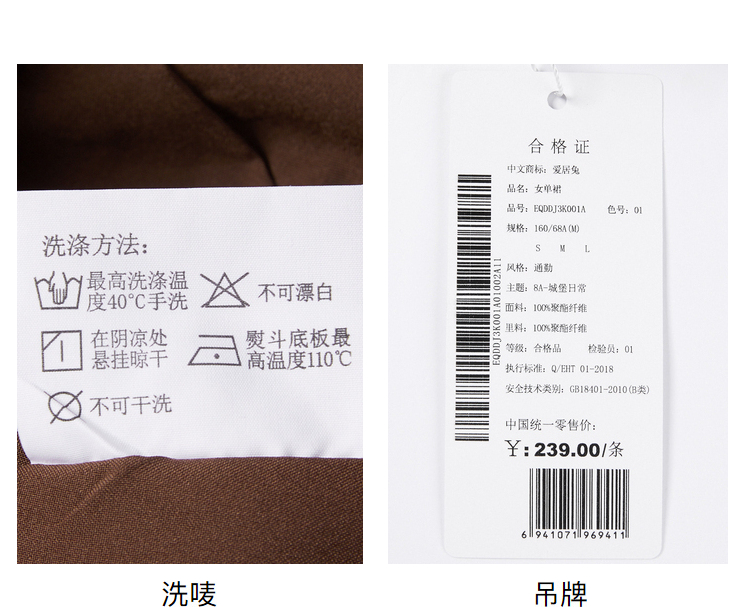 洗涤方法：
最高洗涤温
度40℃手洗
不可漂白
在阴凉处
悬挂晾干
熨斗底板最
高温度110℃
不可干洗
洗唛
合格证
中文商标：爱居兔
品名：女单裙
品号：EQDDJ3K001A 色号：01
规格：160/68A(M)
S M L
风格：通勤
主题：8A-城堡日常
面料：100%聚酯纤维
里料：100%聚酯纤维
等级：合格品 检验员：01
执行标准：Q/EHT 01-2018
安全技术类别：GB18401-2010(B类)
EQDDJ3K001A01002A11
中国统一零售价：
￥:239.00/条
6 941071 969411
吊牌